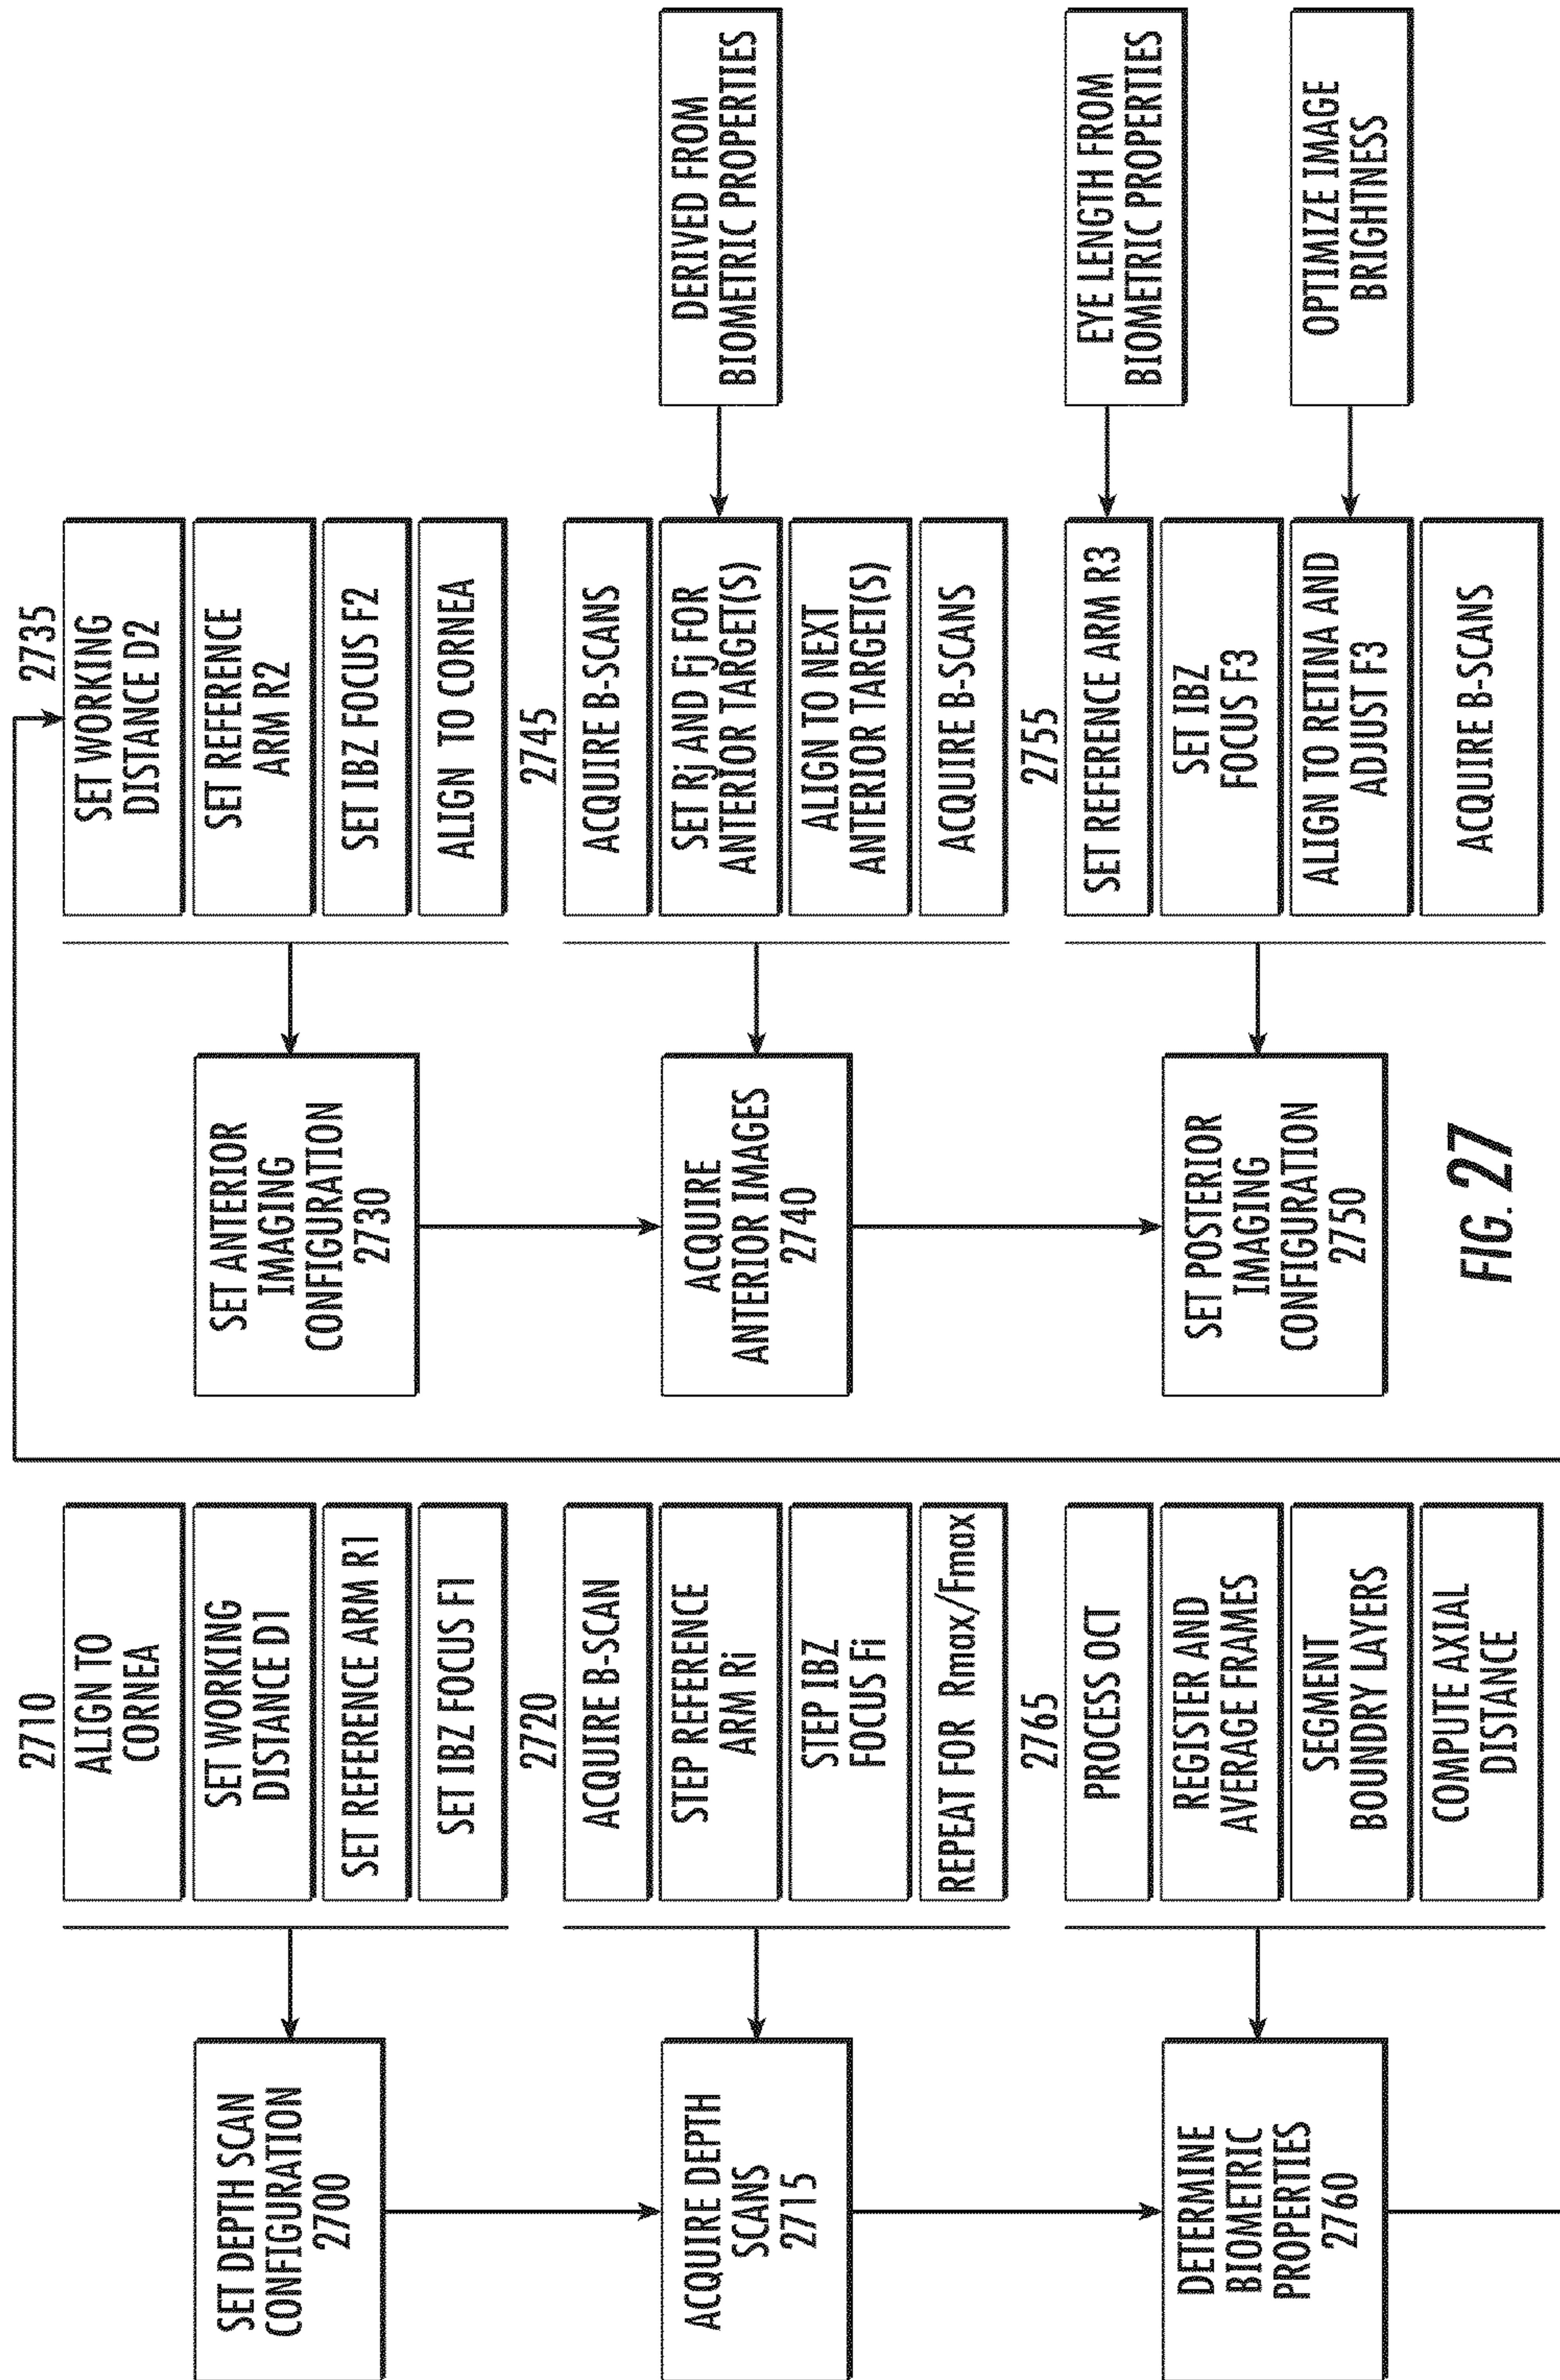 SET DEPTH SCAN
CONFIGURATION
2700
2710
ALIGN TO
CORNEA
SET WORKING
DISTANCE D1
SET REFERENCE ARM R1
SET IBZ FOCUS F1
ACQUIRE DEPTH
SCANS
2715
2720
ACQUIRE B-SCAN
STEP REFERENCE
ARM Ri
STEP IBZ
FOCUS Fi
REPEAT FOR Rmax/Fmax
DETERMINE
BIOMETRIC
PROPERTIES
2760
2765
PROCESS OCT
REGISTER AND
AVERAGE FRAMES
SEGMENT
BOUNDRY LAYERS
COMPUTE AXIAL
DISTANCE
SET ANTERIOR
IMAGING
CONFIGURATION
2730
2735
SET WORKING
DISTANCE D2
SET REFERENCE
ARM R2
SET IBZ FOCUS F2
ALIGN TO CORNEA
ACQUIRE
ANTERIOR IMAGES
2740
2745
ACQUIRE B-SCANS
SET Rj AND Fj FOR
ANTERIOR TARGET(S)
ALIGN TO NEXT
ANTERIOR TARGET(S)
ACQUIRE B-SCANS
DERIVED FROM
BIOMETRIC PROPERTIES
SET POSTERIOR
IMAGING
CONFIGURATION
2750
2755
SET REFERENCE ARM R3
SET IBZ
FOCUS F3
ALIGN TO RETINA AND
ADJUST F3
ACQUIRE B-SCANS
EYE LENGTH FROM
BIOMETRIC PROPERTIES
OPTIMIZE IMAGE
BRIGHTNESS
FIG. 27